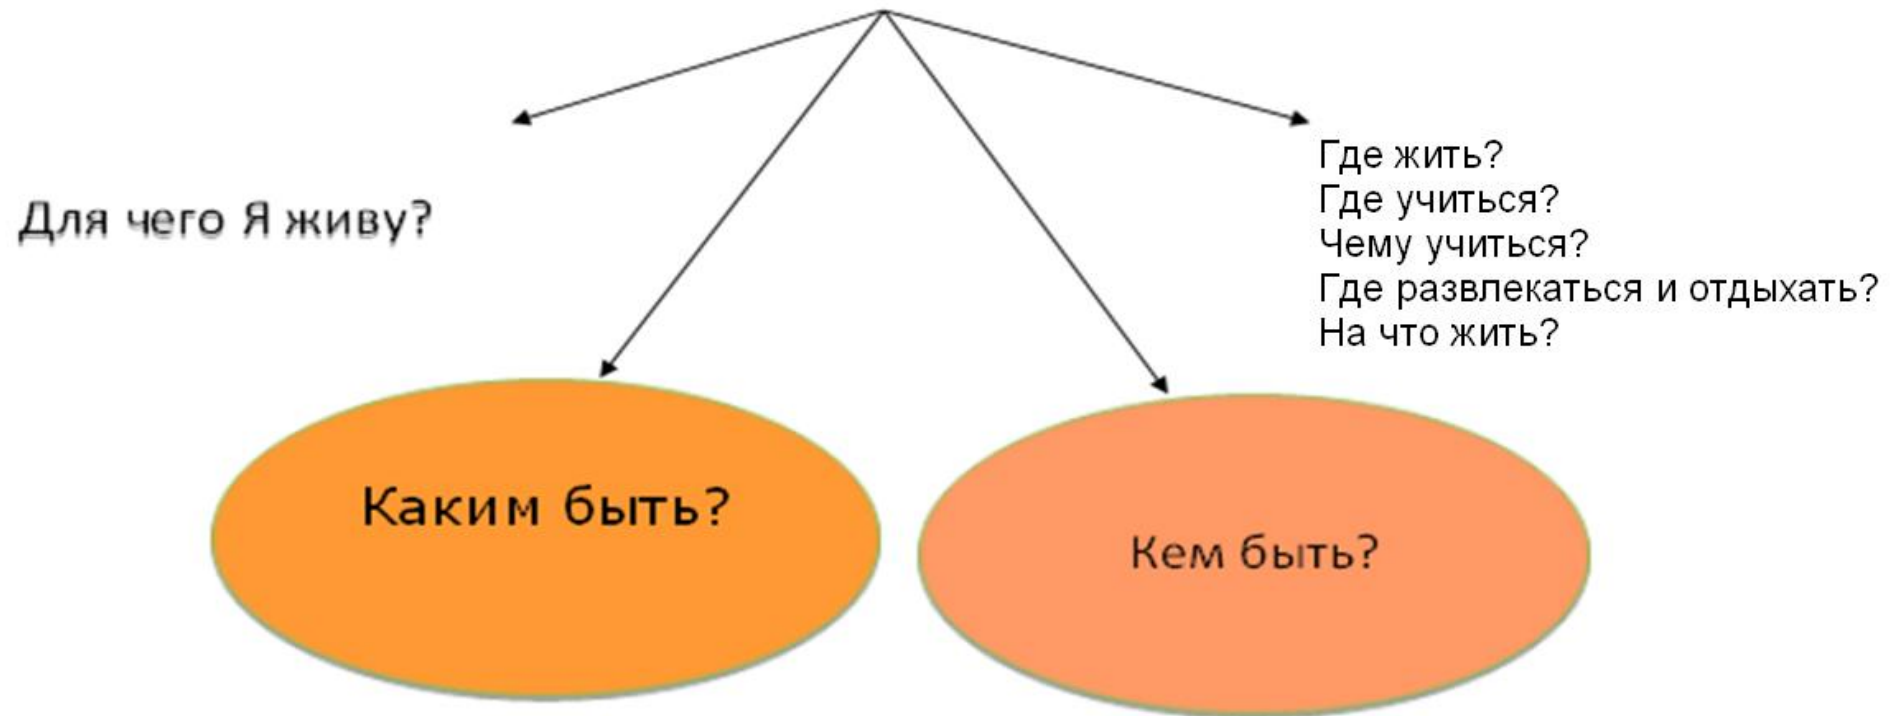 Для чего Я живу?
Где жить?
Где учиться?
Чему учиться?
Где развлекаться и отдыхать?
На что жить?
Каким быть?
Кем быть?